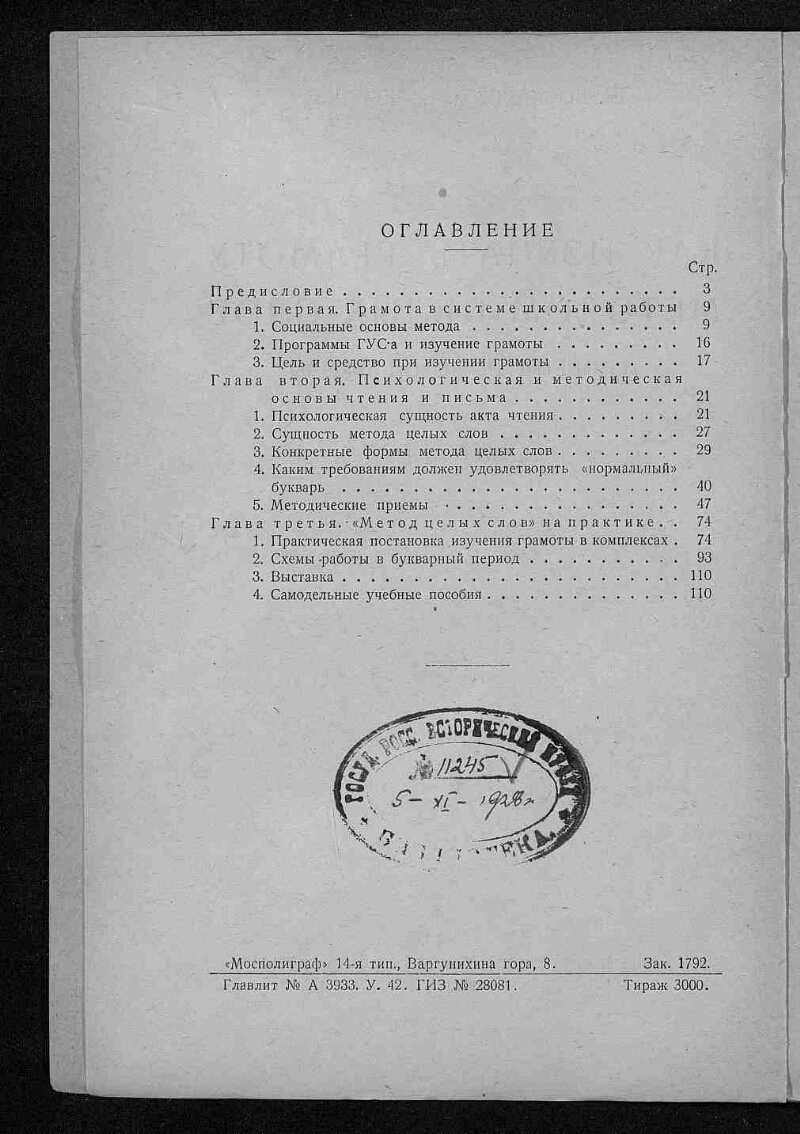 ОГЛАВЛЕНИЕ
Стр.
Предисловие . . . . . . . . . . . . . . . . . . . . . . . . 3
Глава первая. Грамота в системе школьной работы 9
1. Социальные основы метода . . . . . . . . . . . . . . . 9
2. Программы ГУС-а и изучение грамоты . . . . . . . . . 16
3. Цель и средство при изучении грамоты . . . . . . . . . 17
Глава вторая. Психологическая и методическая
основы чтения и письма . . . . . . . . . . . . 21
1. Психологическая сущность акта чтения . . . . . . . . . 21
2. Сущность метода целых слов . . . . . . . . . . . . . 27
3. Конкретные формы метода целых слов . . . . . . . . . 29
4. Каким требованиям должен удовлетворять «нормальный»
букварь . . . . . . . . . . . . . . . . . . . . . . . . 40
5. Методические приемы . . . . . . . . . . . . . . . . . 47
Глава третья. «Метод целых слов» на практике . . 74
1. Практическая постановка изучения грамоты в комплексах . 74
2. Схемы работы в букварный период . . . . . . . . . . . 93
3. Выставка . . . . . . . . . . . . . . . . . . . . . . . . 110
4. Самодельные учебные пособия . . . . . . . . . . . . . . 110
ГОСУД. РОСС. ИСТОРИЧЕСКИЙ МУЗЕЙ
№ 11245
5 - XI - 1928 г.
БИБЛИОТЕКА
«Мосполиграф» 14-я тип., Варгунихина гора, 8. Зак. 1792.
Главлит № А 3933. У. 42. ГИЗ № 28081. Тираж 3000.